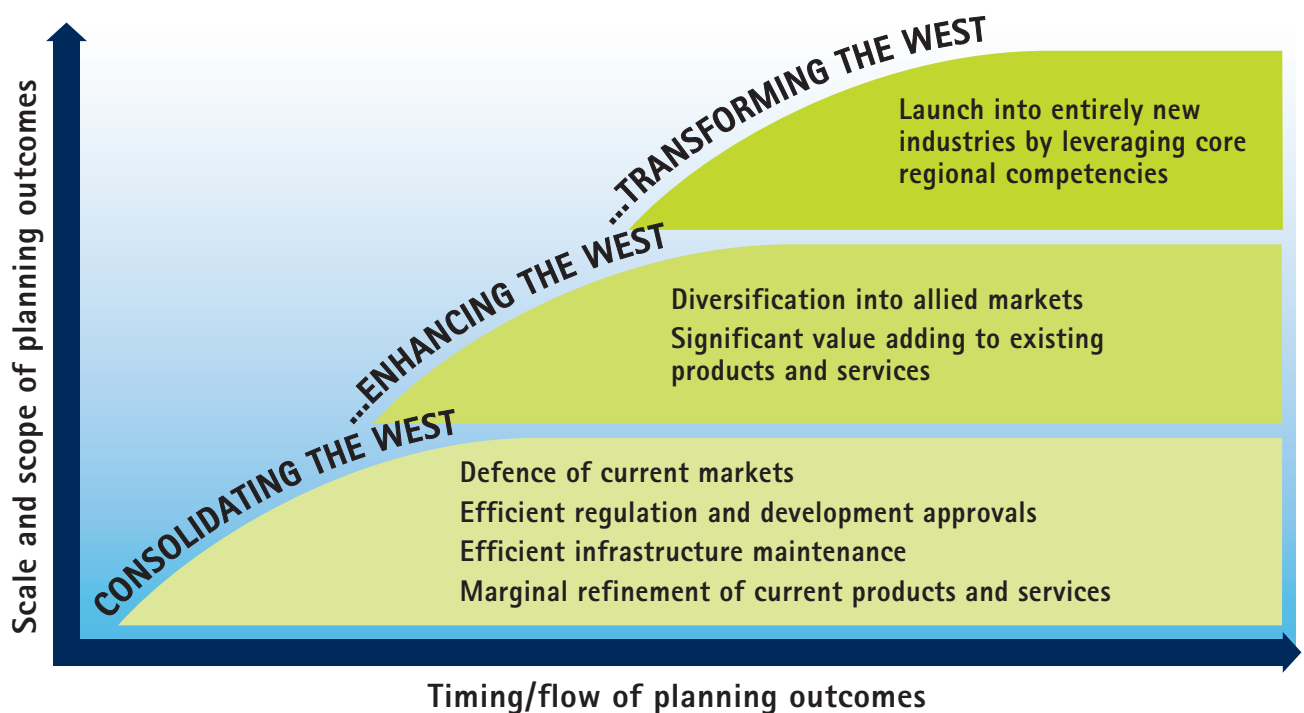 Scale and scope of planning outcomes
...TRANSFORMING THE WEST
Launch into entirely new
industries by leveraging core
regional competencies
...ENHANCING THE WEST
Diversification into allied markets
Significant value adding to existing
products and services
CONSOLIDATING THE WEST
Defence of current markets
Efficient regulation and development approvals
Efficient infrastructure maintenance
Marginal refinement of current products and services
Timing/flow of planning outcomes